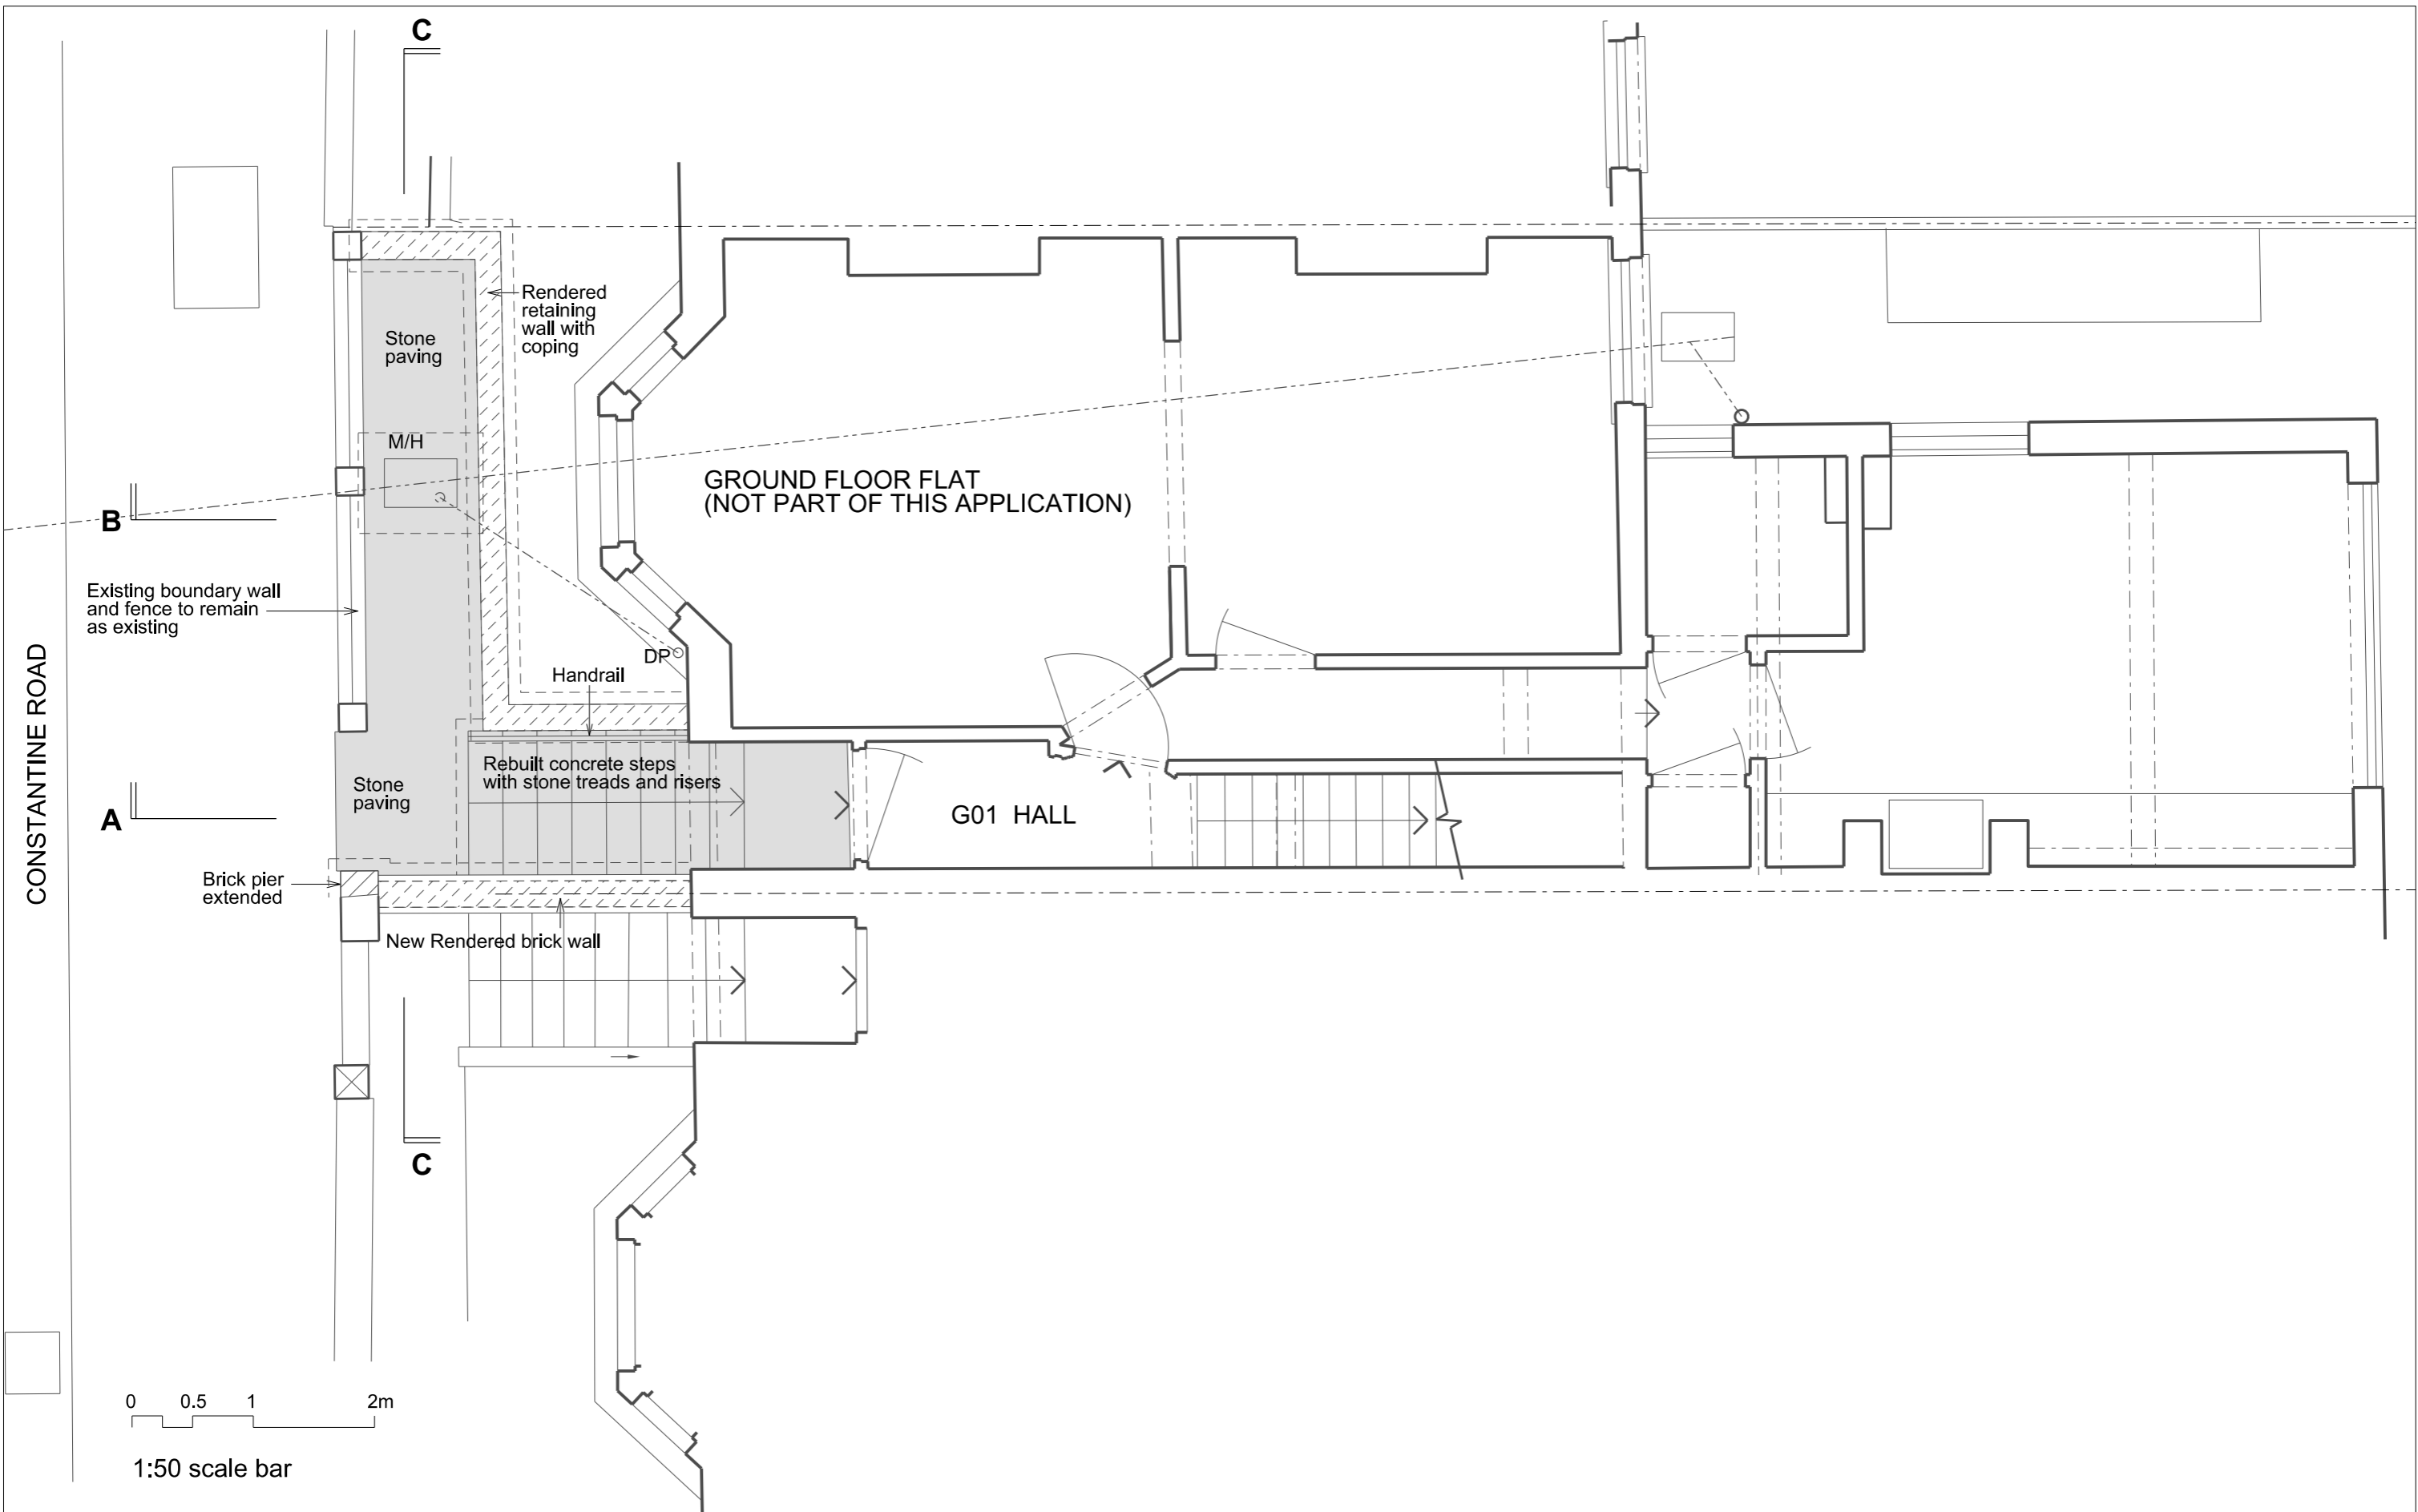 C
Rendered
retaining
wall with
coping
Stone
paving
M/H
GROUND FLOOR FLAT
(NOT PART OF THIS APPLICATION)
B
Existing boundary wall
and fence to remain
as existing
CONSTANTINE ROAD
DP
Handrail
Rebuilt concrete steps
with stone treads and risers
Stone
paving
A
G01 HALL
Brick pier
extended
New Rendered brick wall
C
0 0.5 1 2m
1:50 scale bar